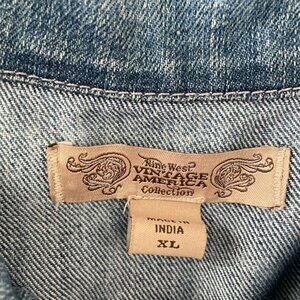 Nine West
VINTAGE
AMERICA
Collection
MADE IN
INDIA
XL